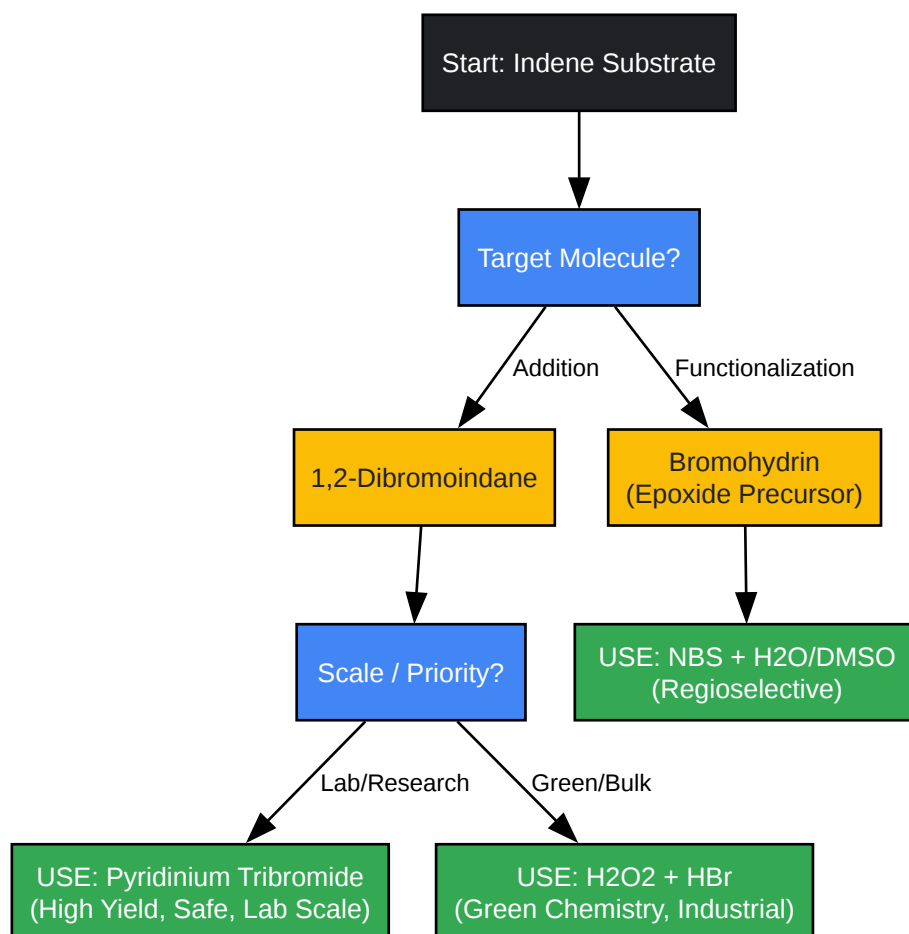 Start: Indene Substrate
Target Molecule?
Addition
Functionalization
1,2-Dibromoindane
Bromohydrin
(Epoxide Precursor)
Scale / Priority?
USE: NBS + H2O/DMSO
(Regioselective)
Lab/Research
Green/Bulk
USE: Pyridinium Tribromide
(High Yield, Safe, Lab Scale)
USE: H2O2 + HBr
(Green Chemistry, Industrial)